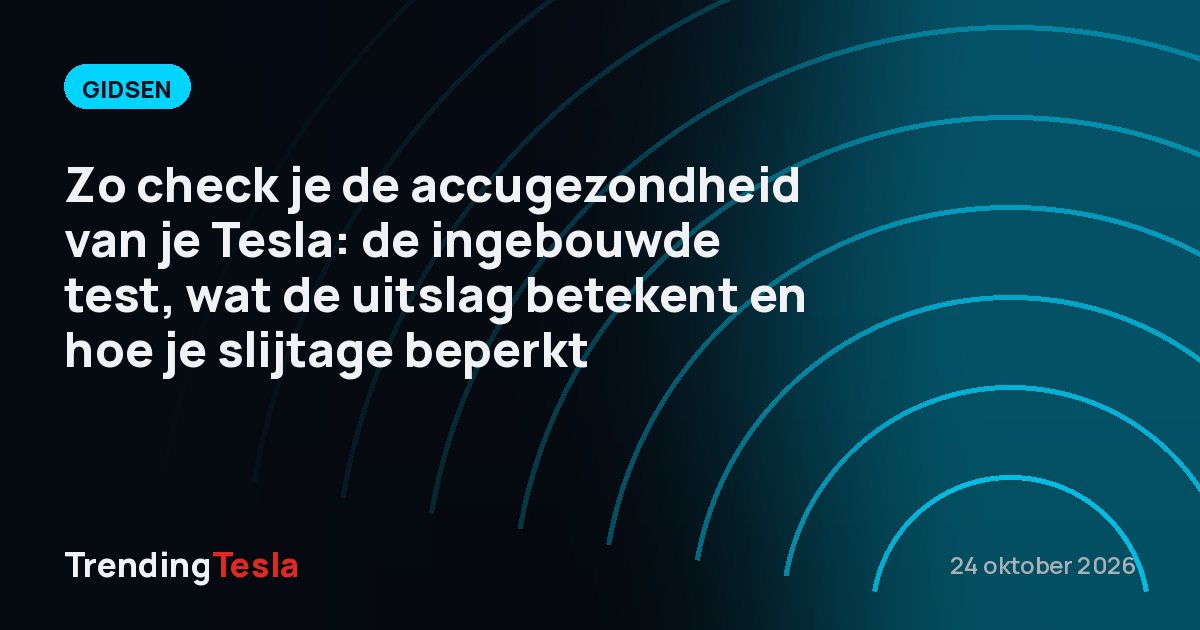 GIDSEN
Zo check je de accugezondheid
van je Tesla: de ingebouwde
test, wat de uitslag betekent en
hoe je slijtage beperkt
TrendingTesla
24 oktober 2026